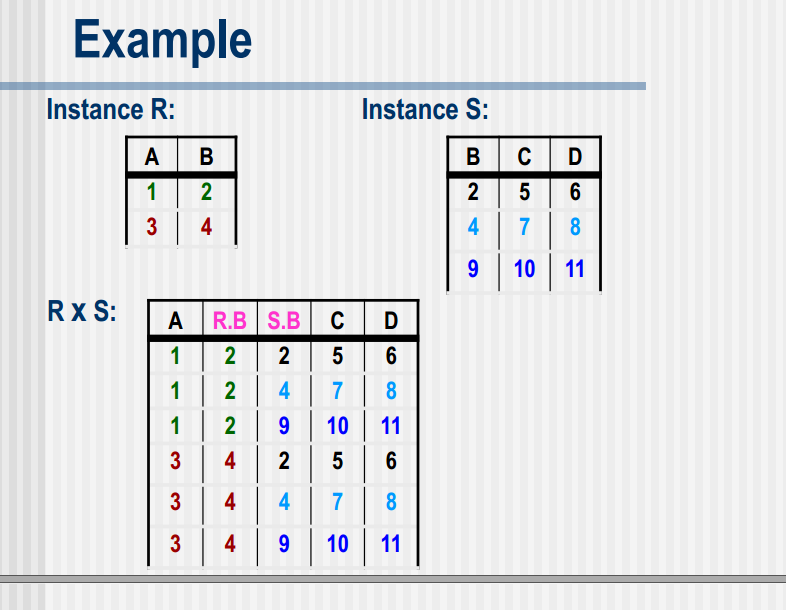 Example
Instance R:
Instance S:
A B
1 2
3 4
B C D
2 5 6
4 7 8
9 10 11
R x S:
A R.B S.B C D
1 2 2 5 6
1 2 4 7 8
1 2 9 10 11
3 4 2 5 6
3 4 4 7 8
3 4 9 10 11